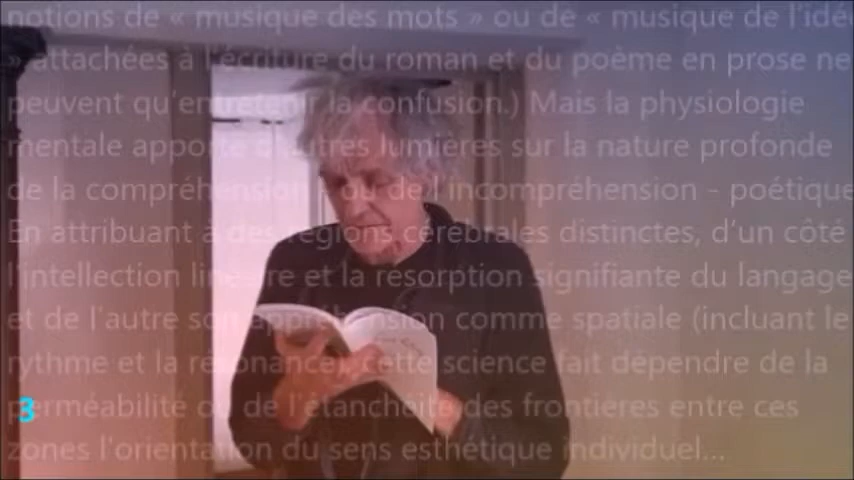 notions de « musique des mots » ou de « musique de l'idée
» attachées à l'écriture du roman et du poème en prose ne
peuvent qu'entretenir la confusion.) Mais la physiologie
mentale apporte d'autres lumières sur la nature profonde
de la compréhension - et de l'incompréhension - poétique
En attribuant à des régions cérébrales distinctes, d'un côté
l'intellection linéaire et la résorption signifiante du langage
et de l'autre son appréhension comme spatiale (incluant le
rythme et la résonance), cette science fait dépendre de la
perméabilité ou de l'étanchéité des frontières entre ces
zones l'orientation du sens esthétique individuel...
3